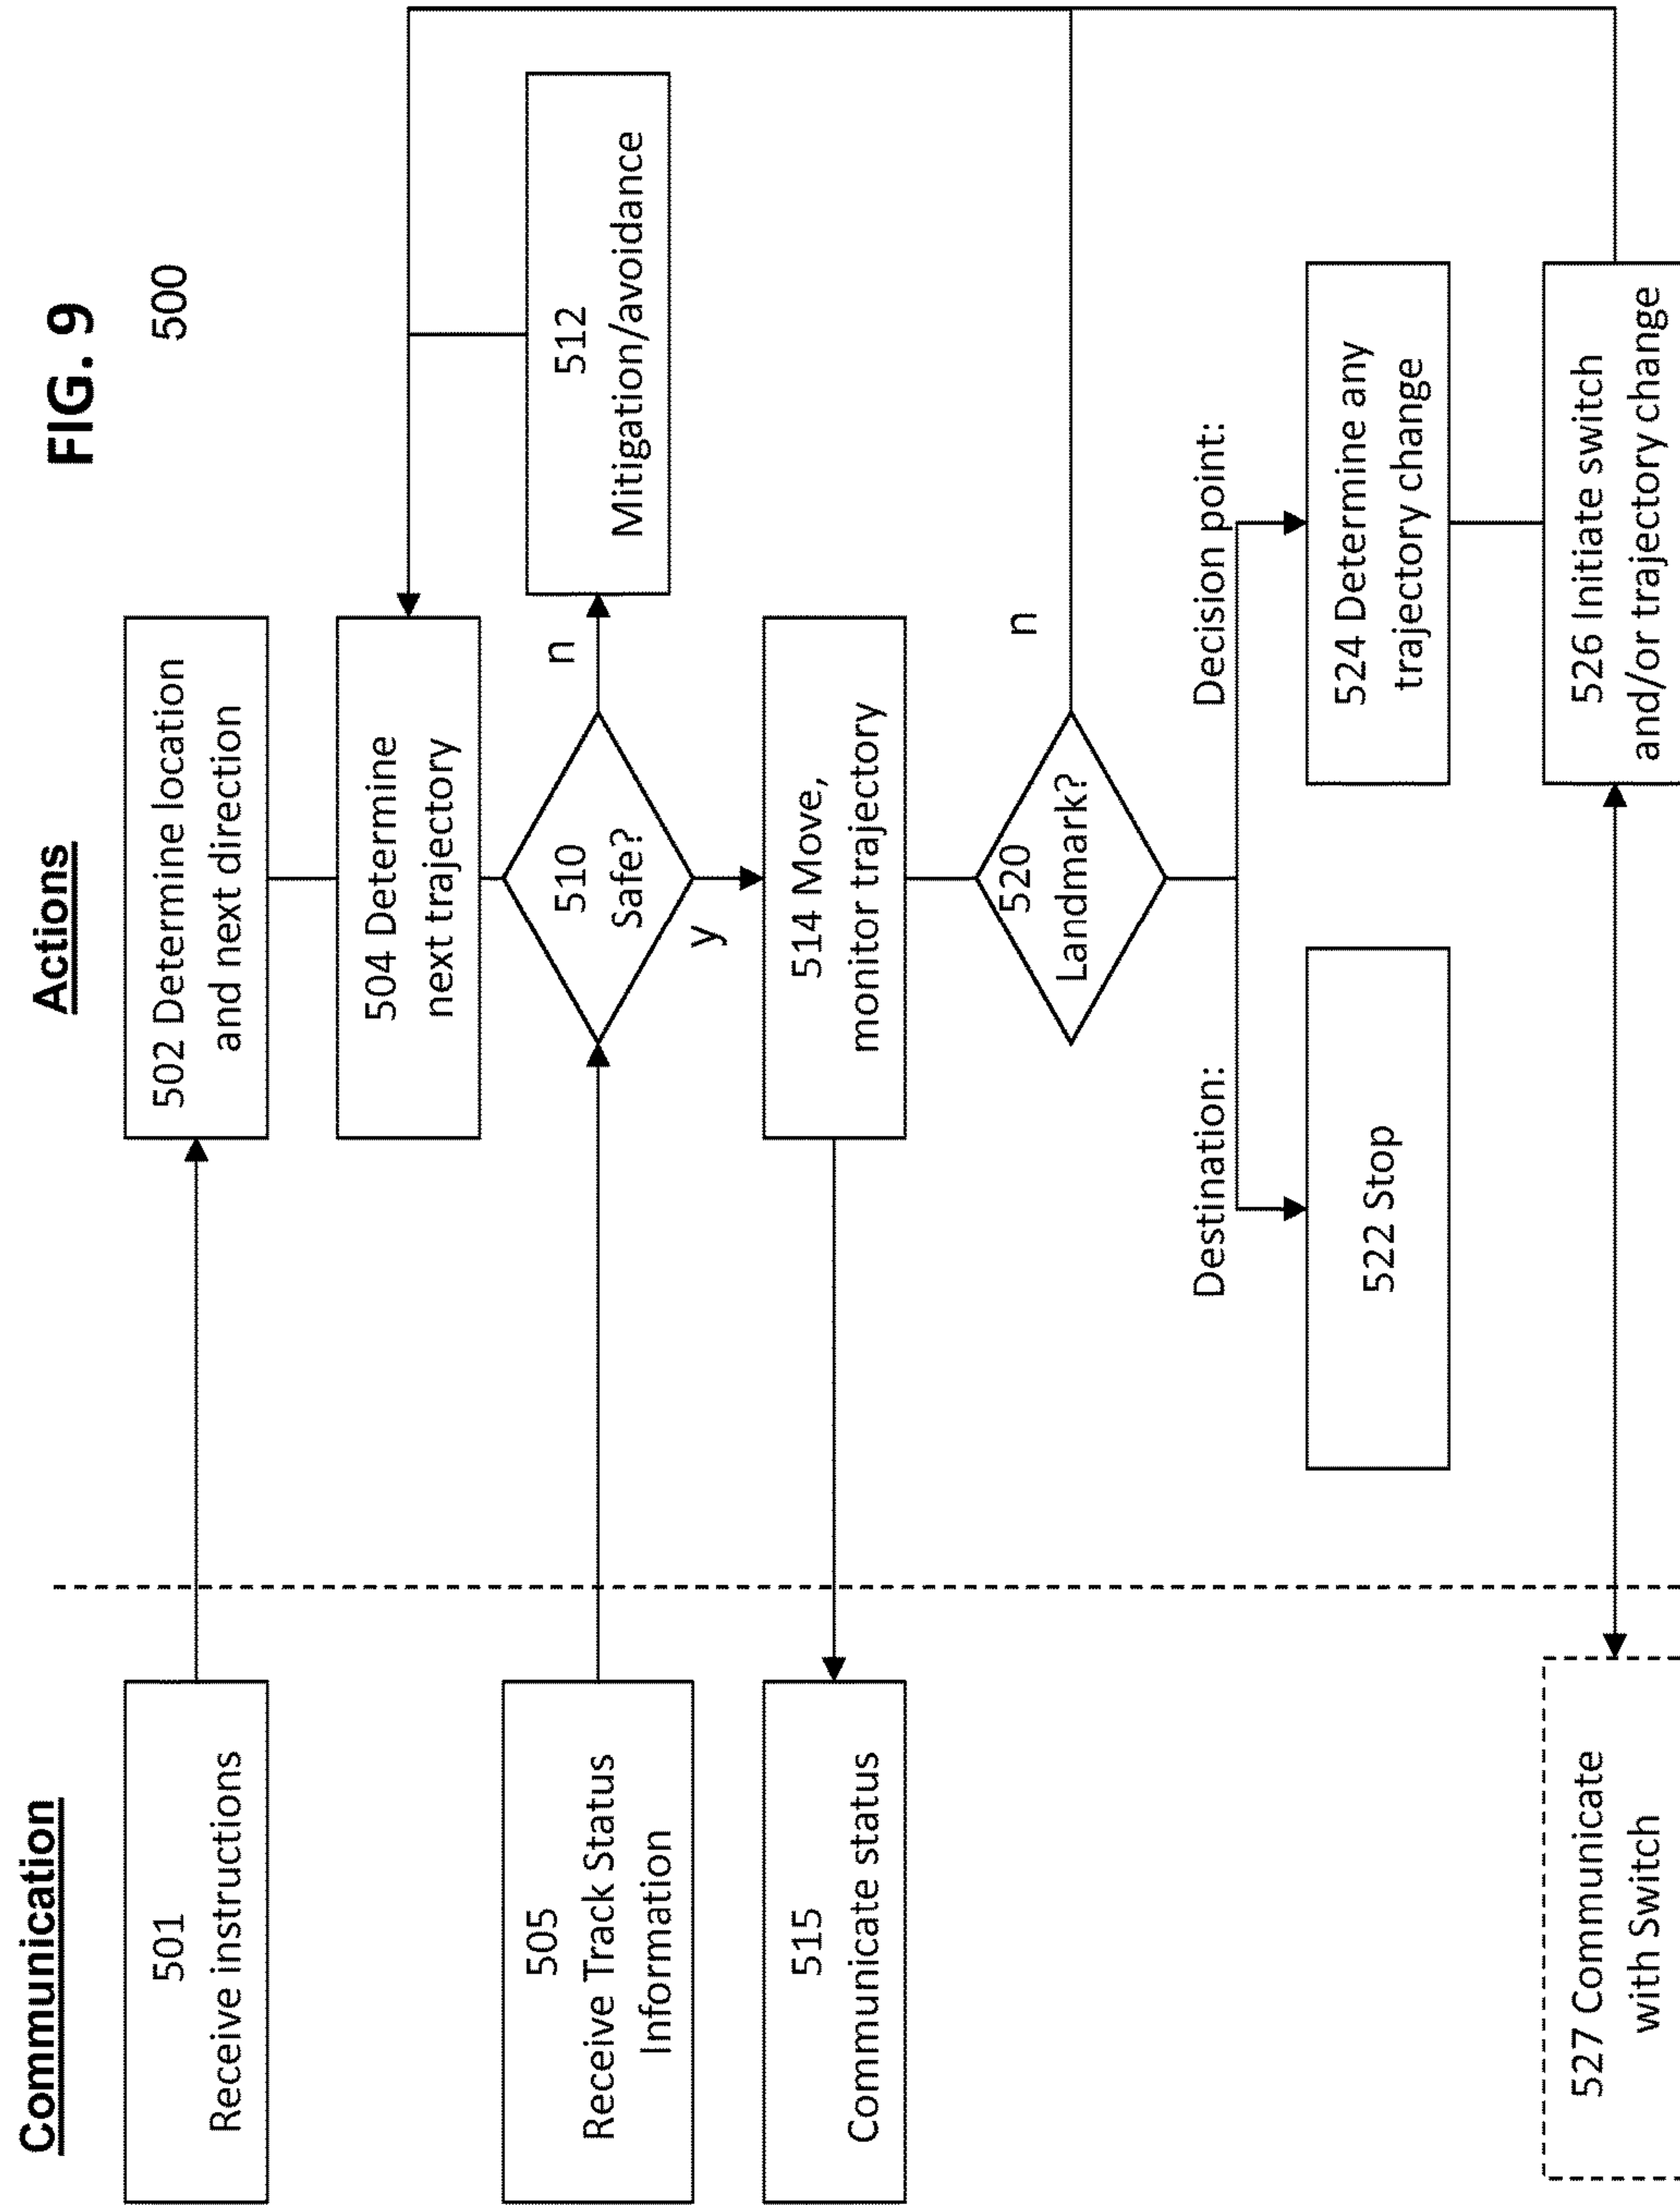 FIG. 9
500
Communication
Actions
501
Receive instructions
502 Determine location
and next direction
504 Determine
next trajectory
505
Receive Track Status
Information
510
Safe?
n
512
Mitigation/avoidance
y
515
Communicate status
514 Move,
monitor trajectory
520
Landmark?
n
Destination:
Decision point:
522 Stop
524 Determine any
trajectory change
527 Communicate
with Switch
526 Initiate switch
and/or trajectory change